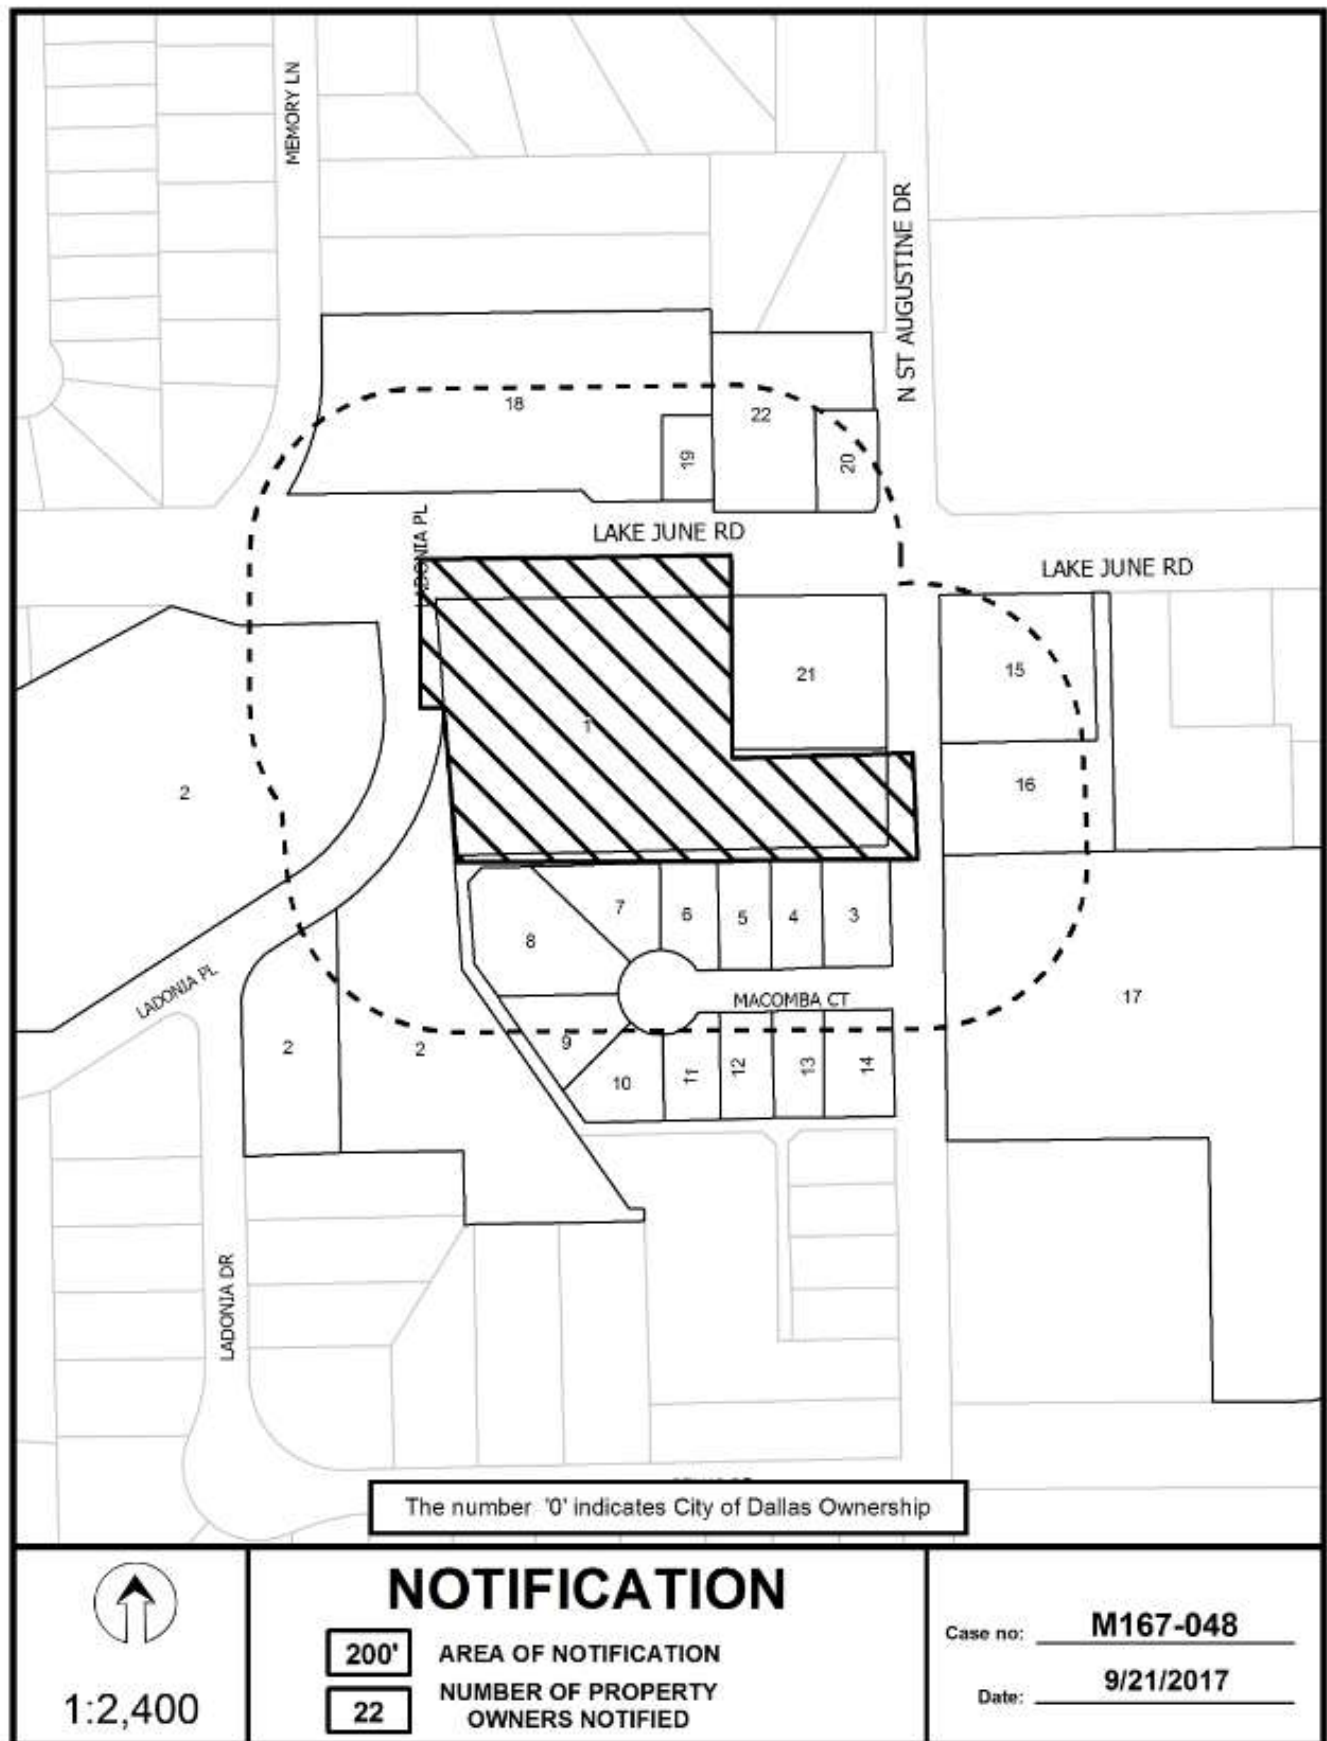 MEMORY LN
N ST AUGUSTINE DR
18
22
19
20
LADONIA PL
LAKE JUNE RD
LAKE JUNE RD
21
15
1
16
2
7
6
5
4
3
8
MACOMBA CT
17
LADONIA PL
2
2
9
10
11
12
13
14
LADONIA DR
The number '0' indicates City of Dallas Ownership
1:2,400
NOTIFICATION
200' AREA OF NOTIFICATION
22 NUMBER OF PROPERTY
OWNERS NOTIFIED
Case no: M167-048
Date: 9/21/2017